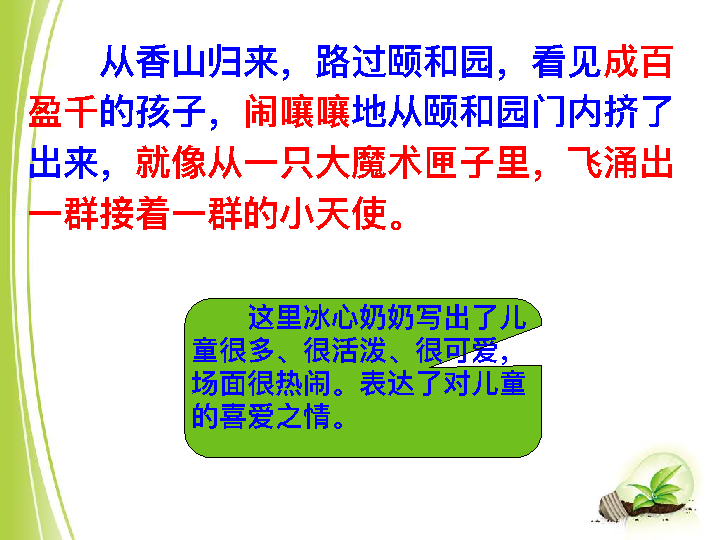 从香山归来，路过颐和园，看见成百
盈千的孩子，闹嚷嚷地从颐和园门内挤了
出来，就像从一只大魔术匣子里，飞涌出
一群接着一群的小天使。
这里冰心奶奶写出了儿
童很多、很活泼、很可爱，
场面很热闹。表达了对儿童
的喜爱之情。